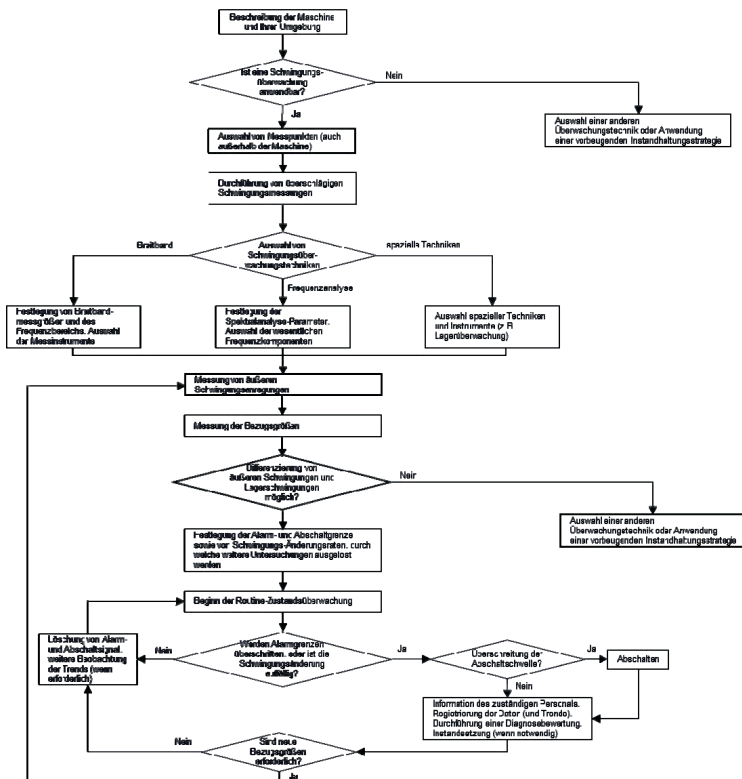 Beschreibung der Maschine
und ihrer Umgebung
Ist eine Schwingungs-
überwachung
anwendbar?
Nein
Ja
Auswahl einer anderen
Überwachungstechnik oder Anwendung
einer vorbeugenden Instandhaltungsstrategie
Auswahl von Messpunkten (auch
außerhalb der Maschine)
Durchführung von überschlägigen
Schwingungsmessungen
Breitband
Auswahl von
Schwingungsüber-
wachungstechniken
spezielle Techniken
Frequenzanalyse
Festlegung von Breitband-
messgrößer und des
Frequenzbereichs. Auswahl
der Messinstrumente
Festlegung der
Spektralanalyse-Parameter.
Auswahl der wesentlichen
Frequenzkomponenten
Auswahl spezieller Techniken
und Instrumente (z.B.
Lagerüberwachung)
Messung von äußeren
Schwingungsanregungen
Messung der Bezugsgrößen
Differenzierung von
äußeren Schwingungen und
Lagerschwingungen
möglich?
Nein
Auswahl einer anderen
Überwachungstechnik oder Anwendung
einer vorbeugenden Instandhaltungsstrategie
Festlegung der Alarm- und Abschaltgrenze
sowie von Schwingungs-Änderungsraten, durch
welche weitere Untersuchungen ausgelöst
werden
Beginn der Routine-Zustandsüberwachung
Löschung von Alarm-
und Abschaltsignal.
weitere Beobachtung
der Trends (wenn
erforderlich)
Nein
Werden Alarmgrenzen
überschritten, oder ist die
Schwingungsänderung
auffällig?
Ja
Überschreitung der
Abschaltschwelle?
Ja
Abschalten
Nein
Information des zuständigen Personals.
Registrierung der Daten (und Trends).
Durchführung einer Diagnosebewertung.
Instandsetzung (wenn notwendig)
Nein
Sind neue
Bezugsgrößen
erforderlich?
Ja